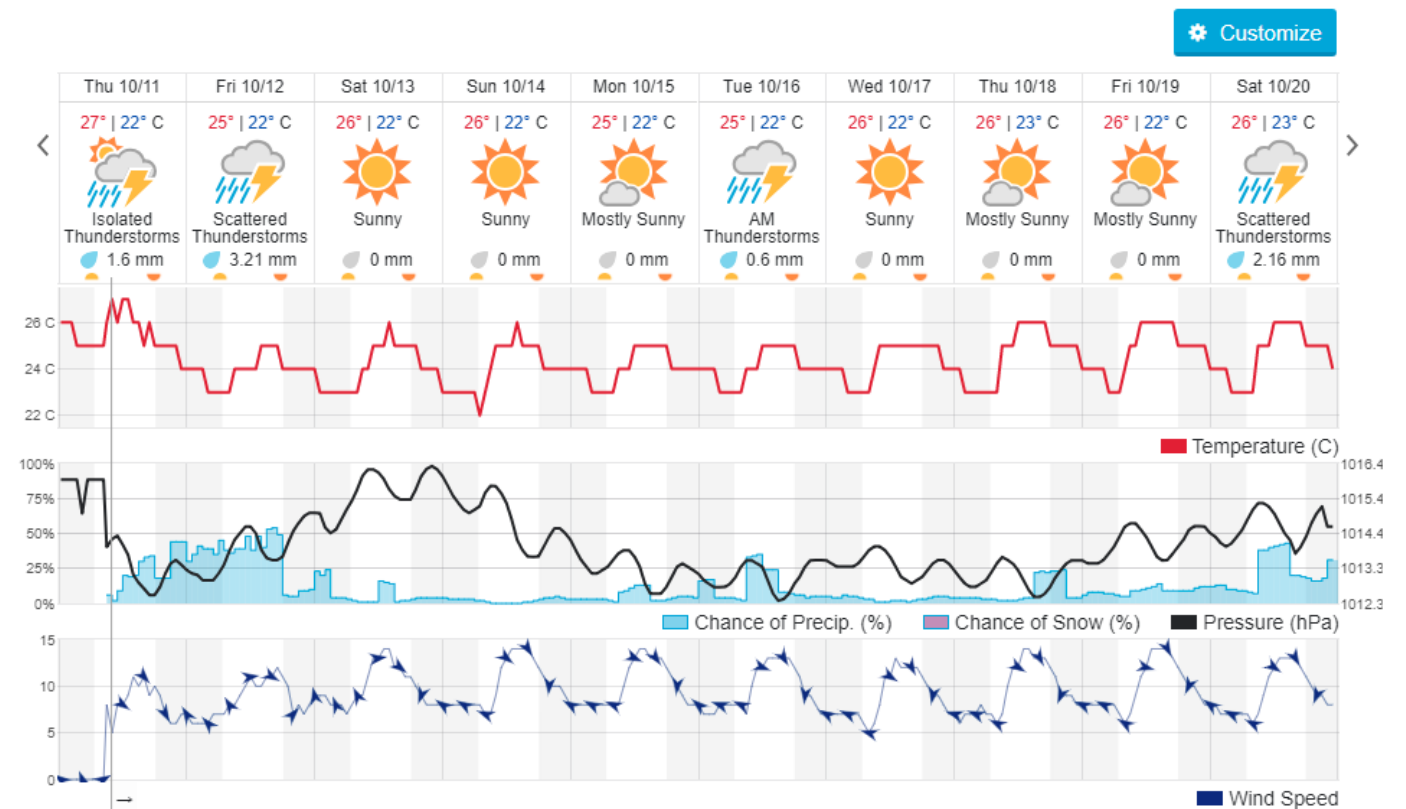 Customize
Thu 10/11 Fri 10/12 Sat 10/13 Sun 10/14 Mon 10/15 Tue 10/16 Wed 10/17 Thu 10/18 Fri 10/19 Sat 10/20
27° | 22° C 25° | 22° C 26° | 22° C 26° | 22° C 25° | 22° C 25° | 22° C 26° | 22° C 26° | 23° C 26° | 22° C 26° | 23° C
Isolated Scattered Sunny Sunny Mostly Sunny AM Sunny Mostly Sunny Mostly Sunny Scattered
Thunderstorms Thunderstorms Thunderstorms Thunderstorms
1.6 mm 3.21 mm 0 mm 0 mm 0 mm 0.6 mm 0 mm 0 mm 0 mm 2.16 mm
26 C
24 C
22 C
Temperature (C)
100% 1016.4
75% 1015.4
50% 1014.4
25% 1013.3
0% 1012.3
Chance of Precip. (%) Chance of Snow (%) Pressure (hPa)
15
10
5
0
→
Wind Speed